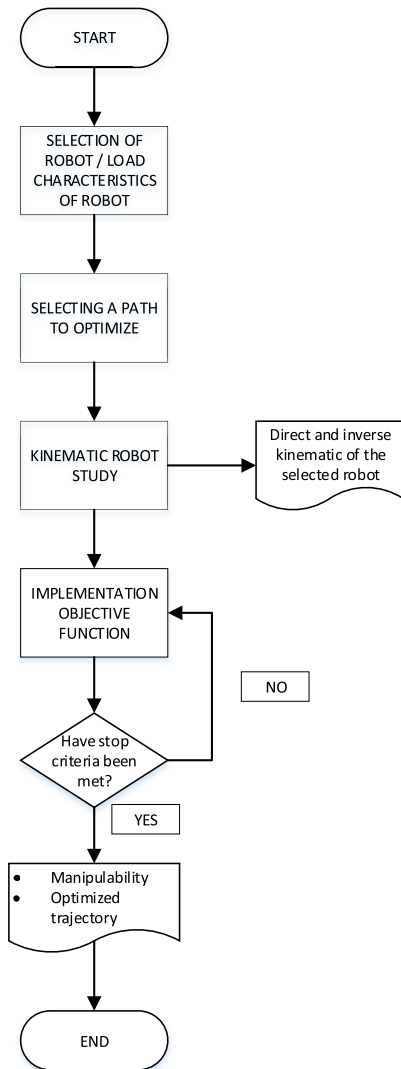 START
SELECTION OF
ROBOT / LOAD
CHARACTERISTICS
OF ROBOT
SELECTING A PATH
TO OPTIMIZE
KINEMATIC ROBOT
STUDY
Direct and inverse
kinematic of the
selected robot
IMPLEMENTATION
OBJECTIVE
FUNCTION
NO
Have stop
criteria been
met?
YES
• Manipulability
• Optimized
trajectory
END